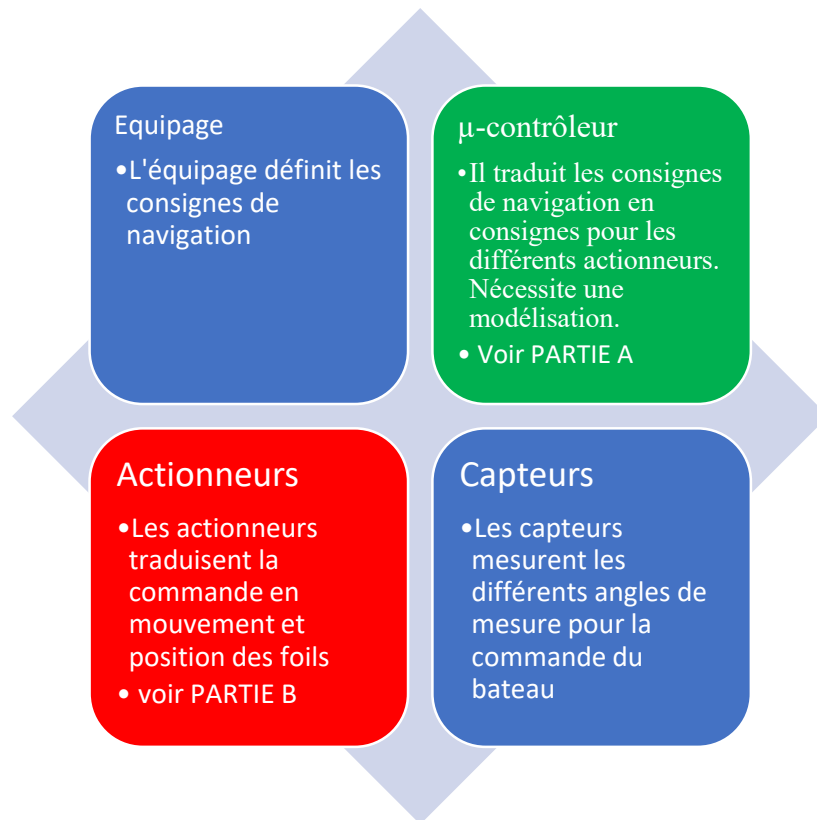 Equipage
•L'équipage définit les
consignes de
navigation
µ-contrôleur
•Il traduit les consignes
de navigation en
consignes pour les
différents actionneurs.
Nécessite une
modélisation.
• Voir PARTIE A
Actionneurs
•Les actionneurs
traduisent la
commande en
mouvement et
position des foils
• voir PARTIE B
Capteurs
•Les capteurs
mesurent les
différents angles de
mesure pour la
commande du
bateau